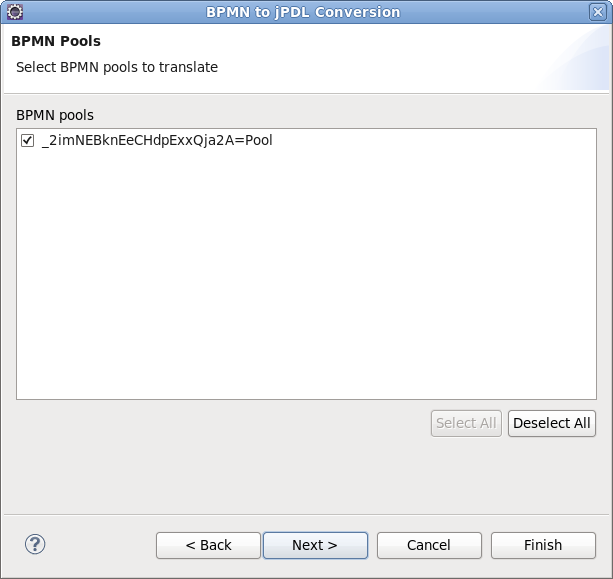 BPMN to jPDL Conversion
BPMN Pools
Select BPMN pools to translate
BPMN pools
_2imNEBknEeCHdpExxQja2A=Pool
Select All Deselect All
? < Back Next > Cancel Finish